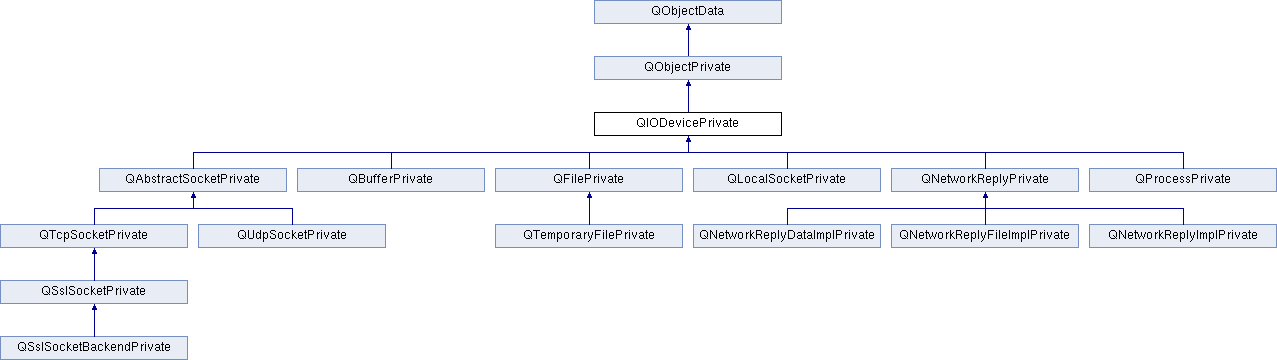 QObjectData
QObjectPrivate
QIODevicePrivate
QAbstractSocketPrivate
QBufferPrivate
QFilePrivate
QLocalSocketPrivate
QNetworkReplyPrivate
QProcessPrivate
QTcpSocketPrivate
QUdpSocketPrivate
QTemporaryFilePrivate
QNetworkReplyDataImplPrivate
QNetworkReplyFileImplPrivate
QNetworkReplyImplPrivate
QSslSocketPrivate
QSslSocketBackendPrivate